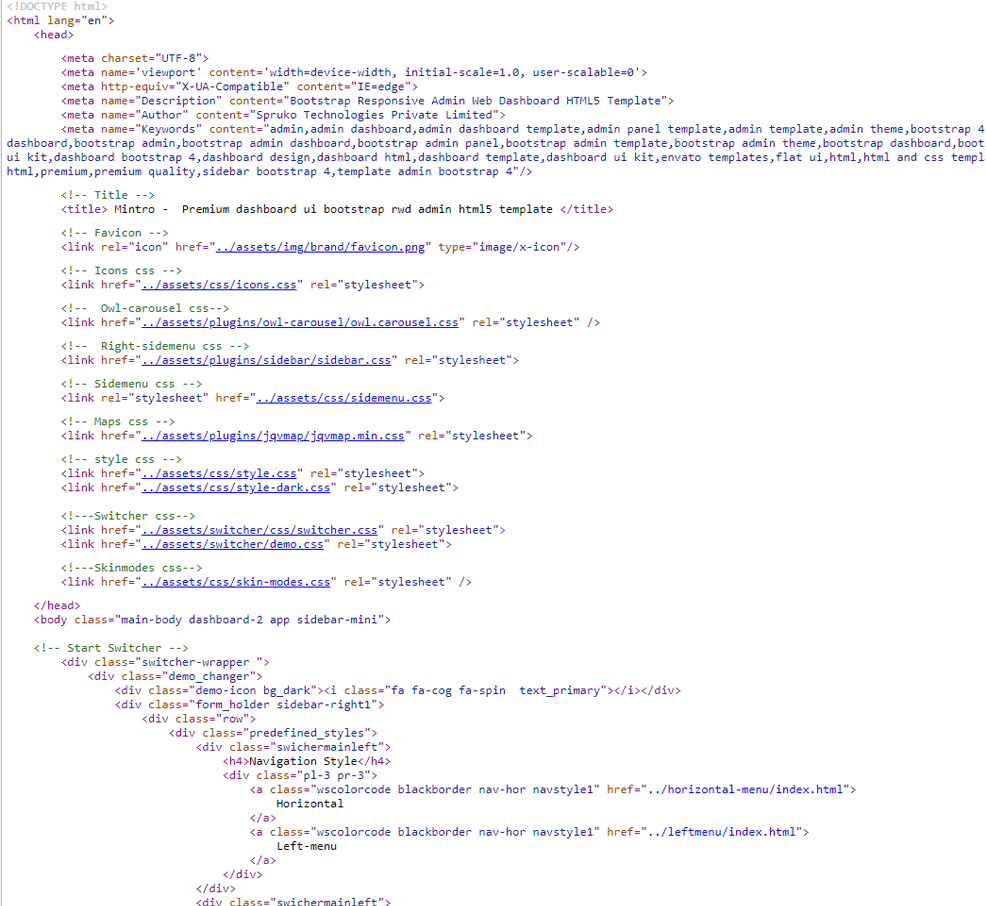 <!DOCTYPE html>
<html lang="en">
<head>
<meta charset="UTF-8">
<meta name='viewport' content='width=device-width, initial-scale=1.0, user-scalable=0'>
<meta http-equiv="X-UA-Compatible" content="IE=edge">
<meta name="Description" content="Bootstrap Responsive Admin Web Dashboard HTML5 Template">
<meta name="Author" content="Spruko Technologies Private Limited">
<meta name="Keywords" content="admin,admin dashboard,admin dashboard template,admin panel template,admin template,admin theme,bootstrap 4
dashboard,bootstrap admin,bootstrap admin dashboard,bootstrap admin panel,bootstrap admin template,bootstrap admin theme,bootstrap dashboard,boot
ui kit,dashboard bootstrap 4,dashboard design,dashboard html,dashboard template,dashboard ui kit,envato templates,flat ui,html,html and css templ
html,premium,premium quality,sidebar bootstrap 4,template admin bootstrap 4"/>
<!-- Title -->
<title> Mintro -  Premium dashboard ui bootstrap rwd admin html5 template </title>
<!-- Favicon -->
<link rel="icon" href="../assets/img/brand/favicon.png" type="image/x-icon"/>
<!-- Icons css -->
<link href="../assets/css/icons.css" rel="stylesheet">
<!--  Owl-carousel css-->
<link href="../assets/plugins/owl-carousel/owl.carousel.css" rel="stylesheet" />
<!--  Right-sidemenu css -->
<link href="../assets/plugins/sidebar/sidebar.css" rel="stylesheet">
<!-- Sidemenu css -->
<link rel="stylesheet" href="../assets/css/sidemenu.css">
<!-- Maps css -->
<link href="../assets/plugins/jqvmap/jqvmap.min.css" rel="stylesheet">
<!-- style css -->
<link href="../assets/css/style.css" rel="stylesheet">
<link href="../assets/css/style-dark.css" rel="stylesheet">
<!---Switcher css-->
<link href="../assets/switcher/css/switcher.css" rel="stylesheet">
<link href="../assets/switcher/demo.css" rel="stylesheet">
<!---Skinmodes css-->
<link href="../assets/css/skin-modes.css" rel="stylesheet" />
</head>
<body class="main-body dashboard-2 app sidebar-mini">
<!-- Start Switcher -->
<div class="switcher-wrapper ">
<div class="demo_changer">
<div class="demo-icon bg_dark"><i class="fa fa-cog fa-spin  text_primary"></i></div>
<div class="form_holder sidebar-right1">
<div class="row">
<div class="predefined_styles">
<div class="swichermainleft">
<h4>Navigation Style</h4>
<div class="pl-3 pr-3">
<a class="wscolorcode blackborder nav-hor navstyle1" href="../horizontal-menu/index.html">
Horizontal
</a>
<a class="wscolorcode blackborder nav-hor navstyle1" href="../leftmenu/index.html">
Left-menu
</a>
</div>
</div>
<div class="swichermainleft">